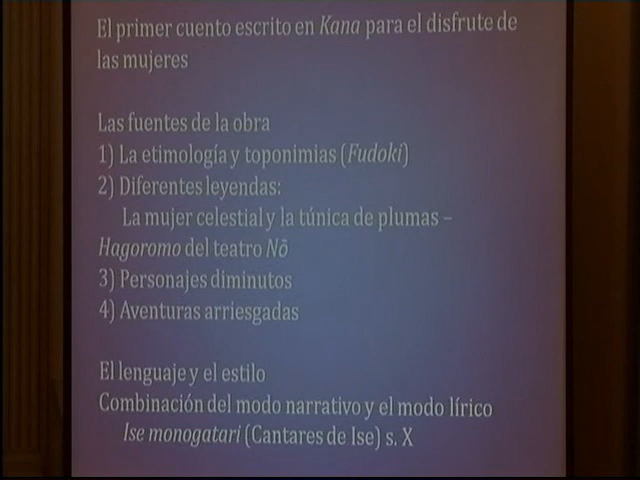 El primer cuento escrito en Kana para el disfrute de
las mujeres
Las fuentes de la obra
1) La etimología y toponimias (Fudoki)
2) Diferentes leyendas:
La mujer celestial y la túnica de plumas –
Hagoromo del teatro Nō
3) Personajes diminutos
4) Aventuras arriesgadas
El lenguaje y el estilo
Combinación del modo narrativo y el modo lírico
Ise monogatari (Cantares de Ise) s. X